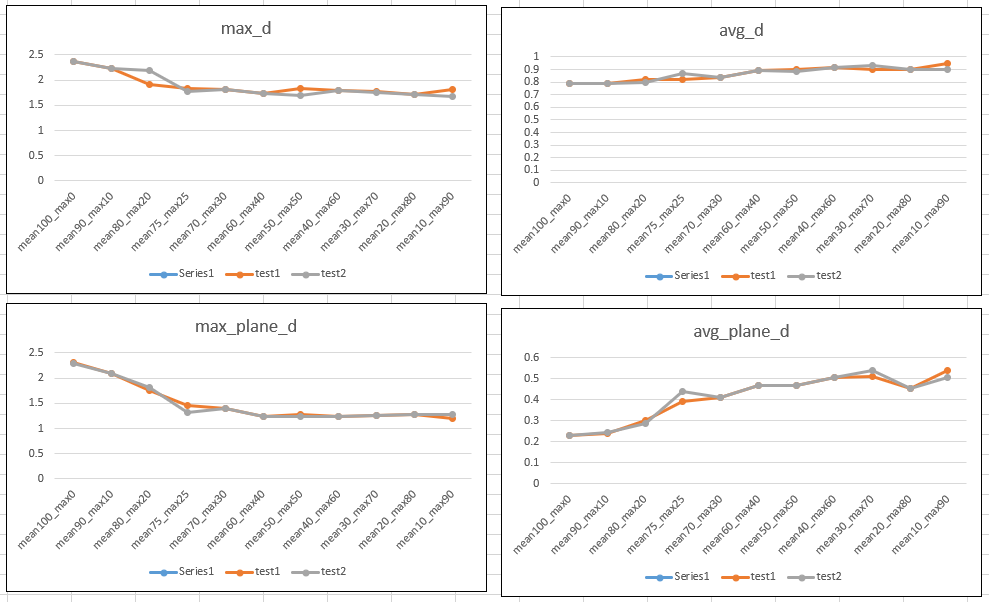 max_d
2.5
2
1.5
1
0.5
0
mean100_max0
mean90_max10
mean80_max20
mean75_max25
mean70_max30
mean60_max40
mean50_max50
mean40_max60
mean30_max70
mean20_max80
mean10_max90
Series1 test1 test2
avg_d
1
0.9
0.8
0.7
0.6
0.5
0.4
0.3
0.2
0.1
0
mean100_max0
mean90_max10
mean80_max20
mean75_max25
mean70_max30
mean60_max40
mean50_max50
mean40_max60
mean30_max70
mean20_max80
mean10_max90
Series1 test1 test2
max_plane_d
2.5
2
1.5
1
0.5
0
mean100_max0
mean90_max10
mean80_max20
mean75_max25
mean70_max30
mean60_max40
mean50_max50
mean40_max60
mean30_max70
mean20_max80
mean10_max90
Series1 test1 test2
avg_plane_d
0.6
0.5
0.4
0.3
0.2
0.1
0
mean100_max0
mean90_max10
mean80_max20
mean75_max25
mean70_max30
mean60_max40
mean50_max50
mean40_max60
mean30_max70
mean20_max80
mean10_max90
Series1 test1 test2